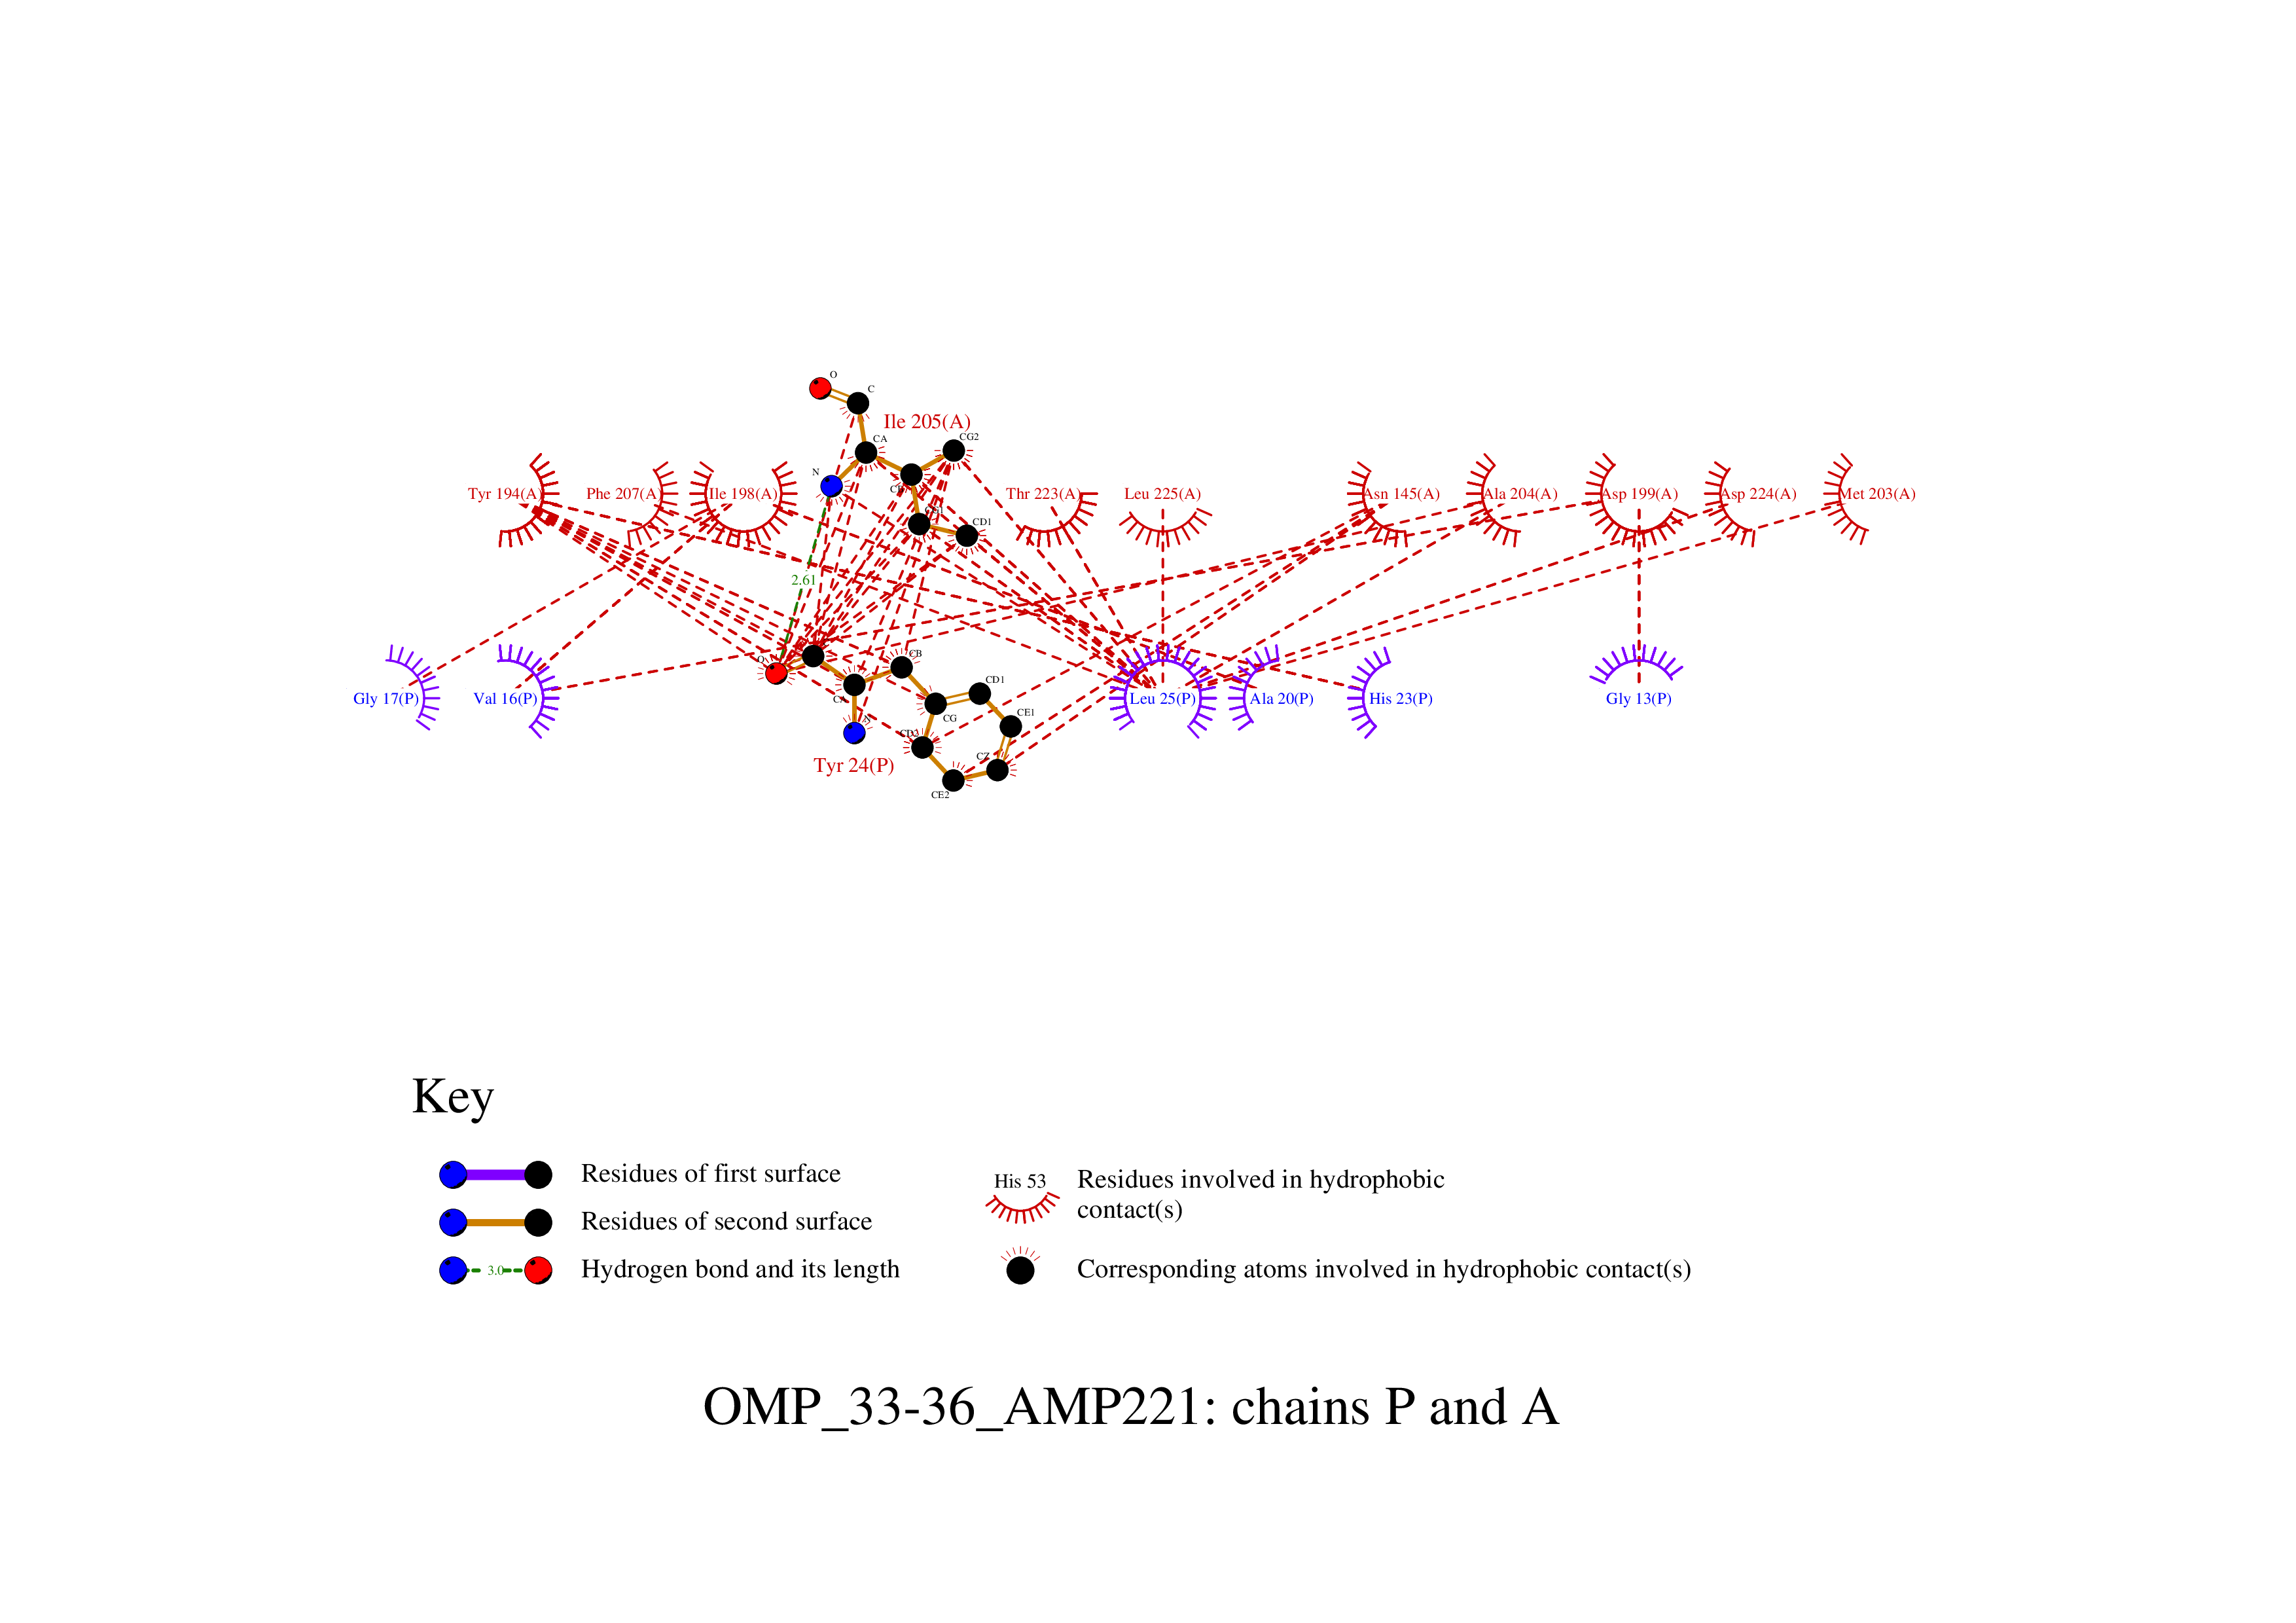 O
C
Ile 205(A)
CA
CG2
N
CG1
CD1
Tyr 194(A)
Phe 207(A)
Ile 198(A)
Thr 223(A)
Leu 225(A)
Asn 145(A)
Ala 204(A)
Asp 199(A)
Asp 224(A)
Met 203(A)
2.61
O
CB
CD1
CG
CE1
CZ
CE2
Gly 17(P)
Val 16(P)
Leu 25(P)
Ala 20(P)
His 23(P)
Gly 13(P)
Tyr 24(P)
Key
Residues of first surface
Residues of second surface
3.0
Hydrogen bond and its length
His 53
Residues involved in hydrophobic
contact(s)
Corresponding atoms involved in hydrophobic contact(s)
OMP_33-36_AMP221: chains P and A